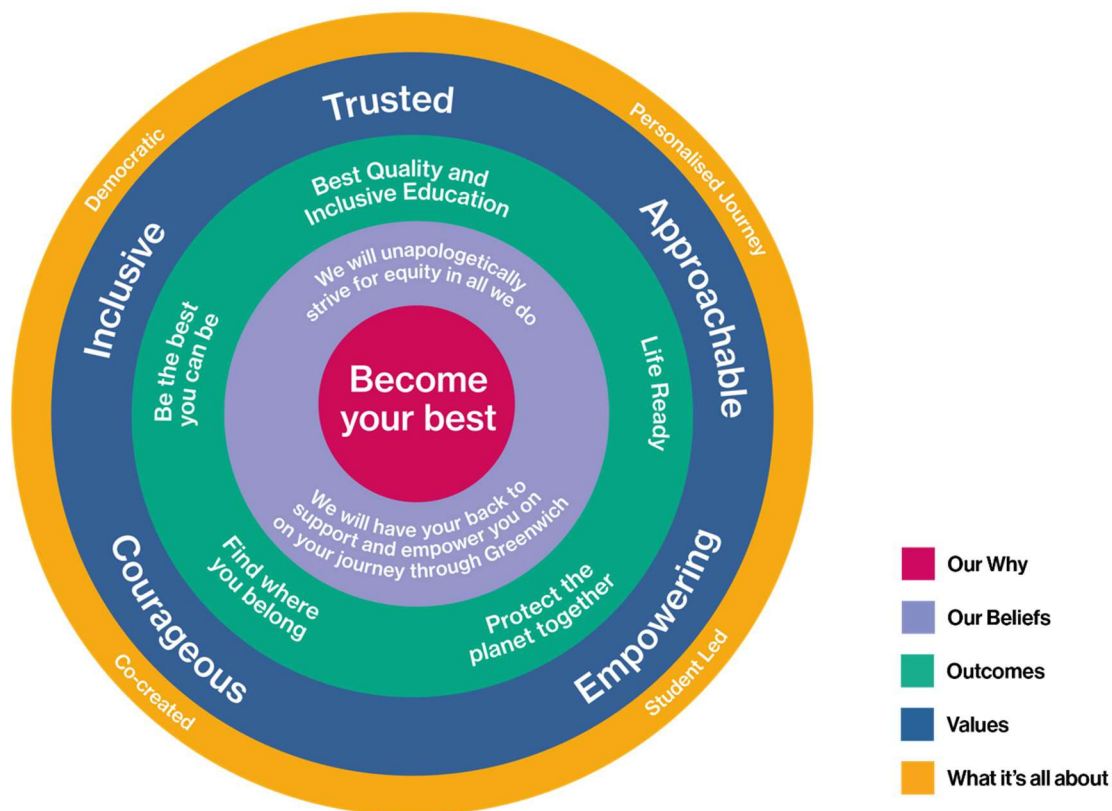 Democratic
Personalised Journey
Trusted
Inclusive
Approachable
Best Quality and
Inclusive Education
Be the best
you can be
Life Ready
We will unapologetically
strive for equity in all we do
Become
your best
We will have your back to
support and empower you on
on your journey through Greenwich
Find where
you belong
Protect the
planet together
Courageous
Empowering
Co-created
Student Led
Our Why
Our Beliefs
Outcomes
Values
What it's all about